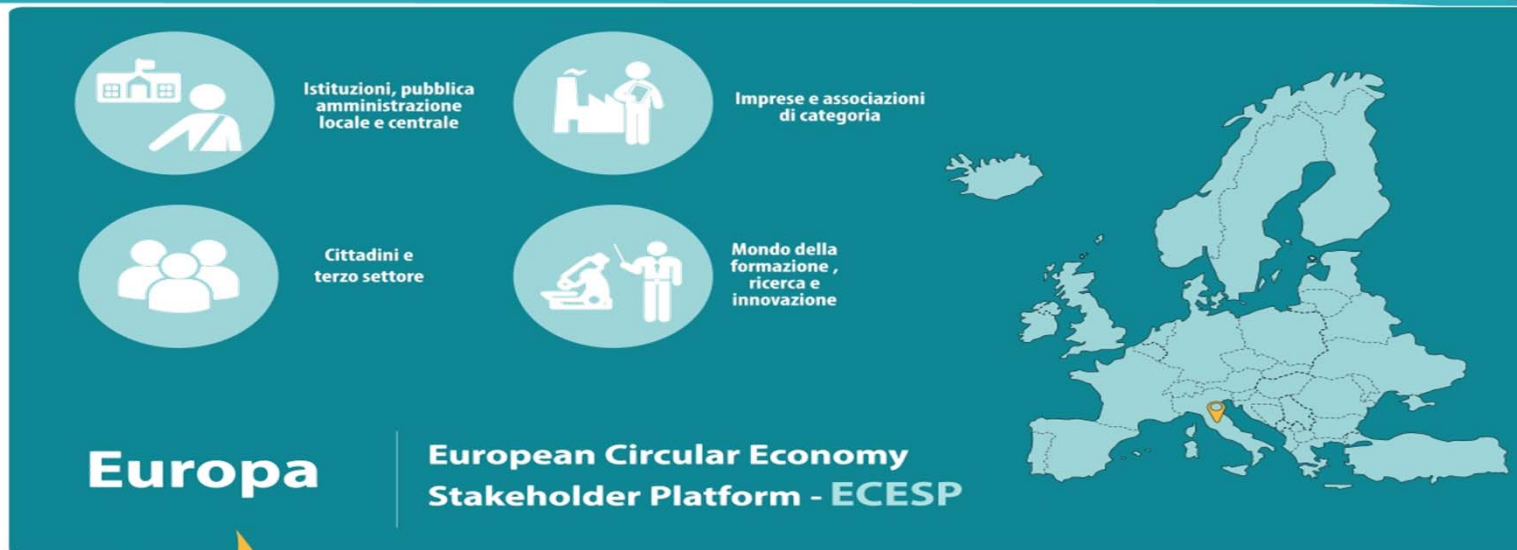 Istituzioni, pubblica
amministrazione
locale e centrale
Imprese e associazioni
di categoria
Cittadini e
terzo settore
Mondo della
formazione ,
ricerca e
innovazione
Europa
European Circular Economy
Stakeholder Platform - ECESP